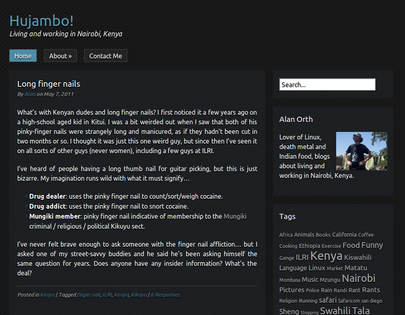 Hujambo!
Living and working in Nairobi, Kenya
Home
About »
Contact Me
Long finger nails
By Alan on May 7, 2011
What's with Kenyan dudes and long finger nails? I first noticed it a few years ago on
a high-school aged kid in Kitui. I was a bit weirded out when I saw that both of his
pinky-finger nails were strangely long and manicured, as if they hadn't been cut in
two months or so. I thought it was just this one weird guy, but since then I've seen it
on all sorts of other guys (never women), including a few guys at ILRI.
I've heard of people having a long thumb nail for guitar picking, but this is just
bizarre. My imagination runs wild with what it must signify...
Drug dealer: uses the pinky finger nail to count/sort/weigh cocaine.
Drug addict: uses the pinky finger nail to snort cocaine.
Mungiki member: pinky finger nail indicative of membership to the Mungiki
criminal / religious / political Kikuyu sect.
I've never felt brave enough to ask someone with the finger nail affliction... but I
asked one of my street-savvy buddies and he said he's been asking himself the
same question for years. Does anyone have any insider information? What's the
deal?
Posted in Kenya | Tagged finger nails, ILRI, Kenya, Kikuyu | 6 Responses
Search...
Alan Orth
Lover of Linux,
death metal and
Indian food, blogs
about living and
working in Nairobi, Kenya.
Tags
Africa Animals Books California Coffee
Cooking Ethiopia Exercise Food Funny
Genge ILRI Kenya Kiswahili
Language Linux Market Matatu
Mombasa Music Mzungu Nairobi
Pictures Police Rain Randi Rant Rants
Religion Running safari Safaricom san diego
Sheng Shopping Swahili Tala